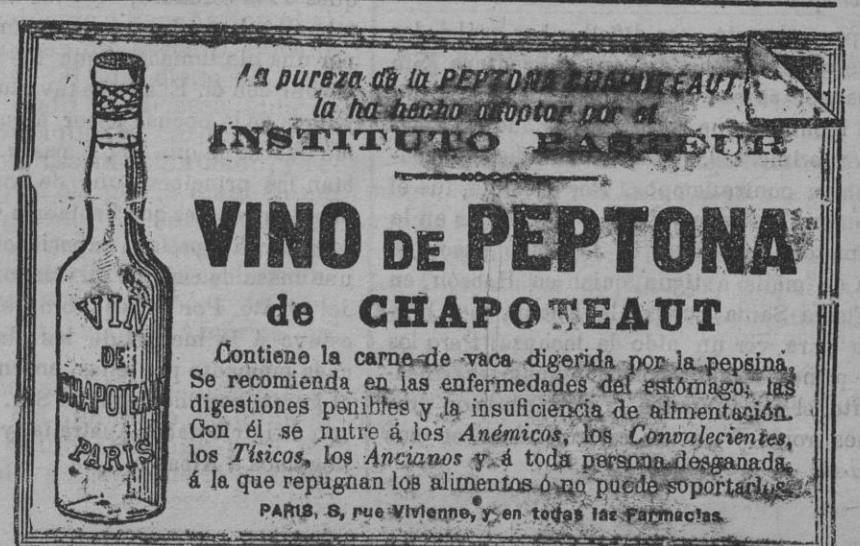 La pureza de la PEPTONA CHAPOTEAUT
la ha hecho adoptar por el
INSTITUTO PASTEUR
VINO DE PEPTONA
de CHAPOTEAUT
Contiene la carne de vaca digerida por la pepsina.
Se recomienda en las enfermedades del estómago, las
digestiones penibles y la insuficiencia de alimentación.
Con él se nutre á los Anémicos, los Convalecientes,
los Tísicos, los Ancianos y á toda persona desganada,
á la que repugnan los alimentos ó no puede soportarlos.
PARIS, 8, rue Vivienne, y en todas las Farmacias
VIN
DE
CHAPOTEAUT
PARIS